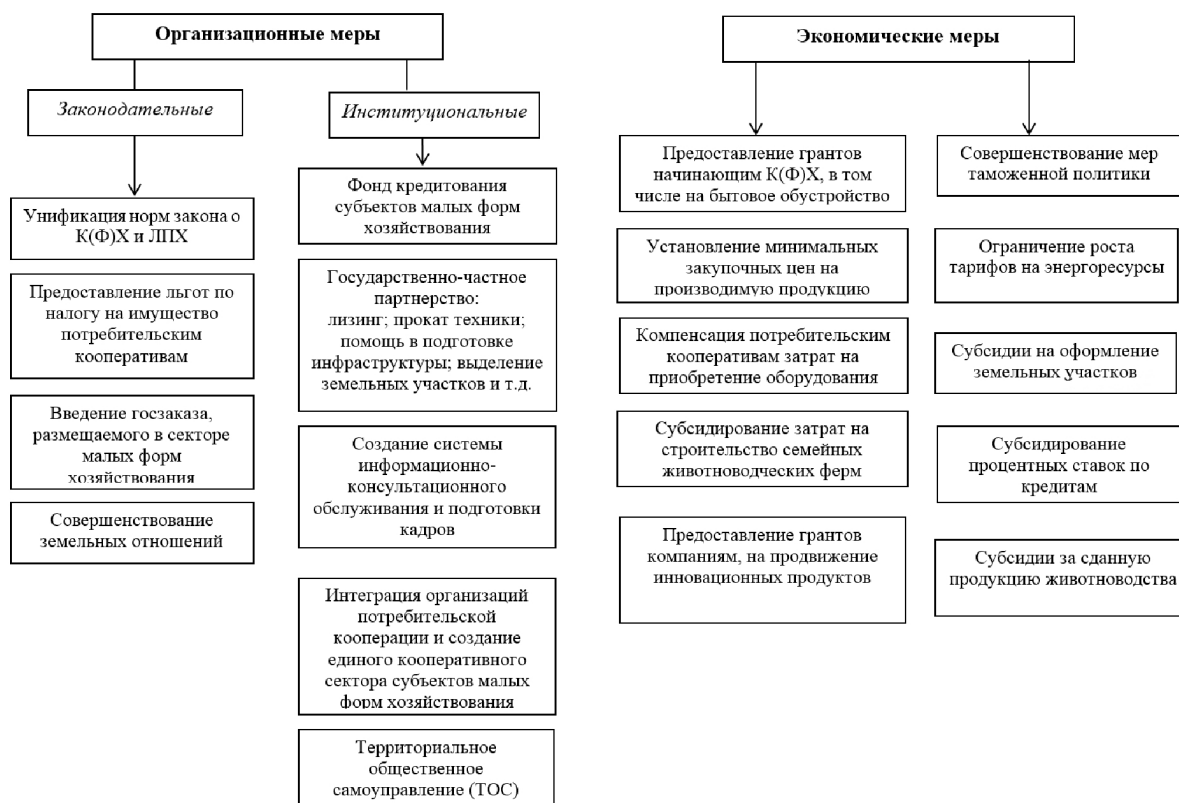 Организационные меры
Законодательные
Унификация норм закона о
К(Ф)Х и ЛПХ
Предоставление льгот по
налогу на имущество
потребительским
кооперативам
Введение госзаказа,
размещаемого в секторе
малых форм
хозяйствования
Совершенствование
земельных отношений
Институциональные
Фонд кредитования
субъектов малых форм
хозяйствования
Государственно-частное
партнерство:
лизинг; прокат техники;
помощь в подготовке
инфраструктуры; выделение
земельных участков и т.д.
Создание системы
информационно-
консультационного
обслуживания и подготовки
кадров
Интеграция организаций
потребительской
кооперации и создание
единого кооперативного
сектора субъектов малых
форм хозяйствования
Территориальное
общественное
самоуправление (ТОС)
Экономические меры
Предоставление грантов
начинающим К(Ф)Х, в том
числе на бытовое обустройство
Установление минимальных
закупочных цен на
производимую продукцию
Компенсация потребительским
кооперативам затрат на
приобретение оборудования
Субсидирование затрат на
строительство семейных
животноводческих ферм
Предоставление грантов
компаниям, на продвижение
инновационных продуктов
Совершенствование мер
таможенной политики
Ограничение роста
тарифов на энергоресурсы
Субсидии на оформление
земельных участков
Субсидирование
процентных ставок по
кредитам
Субсидии за сданную
продукцию животноводства